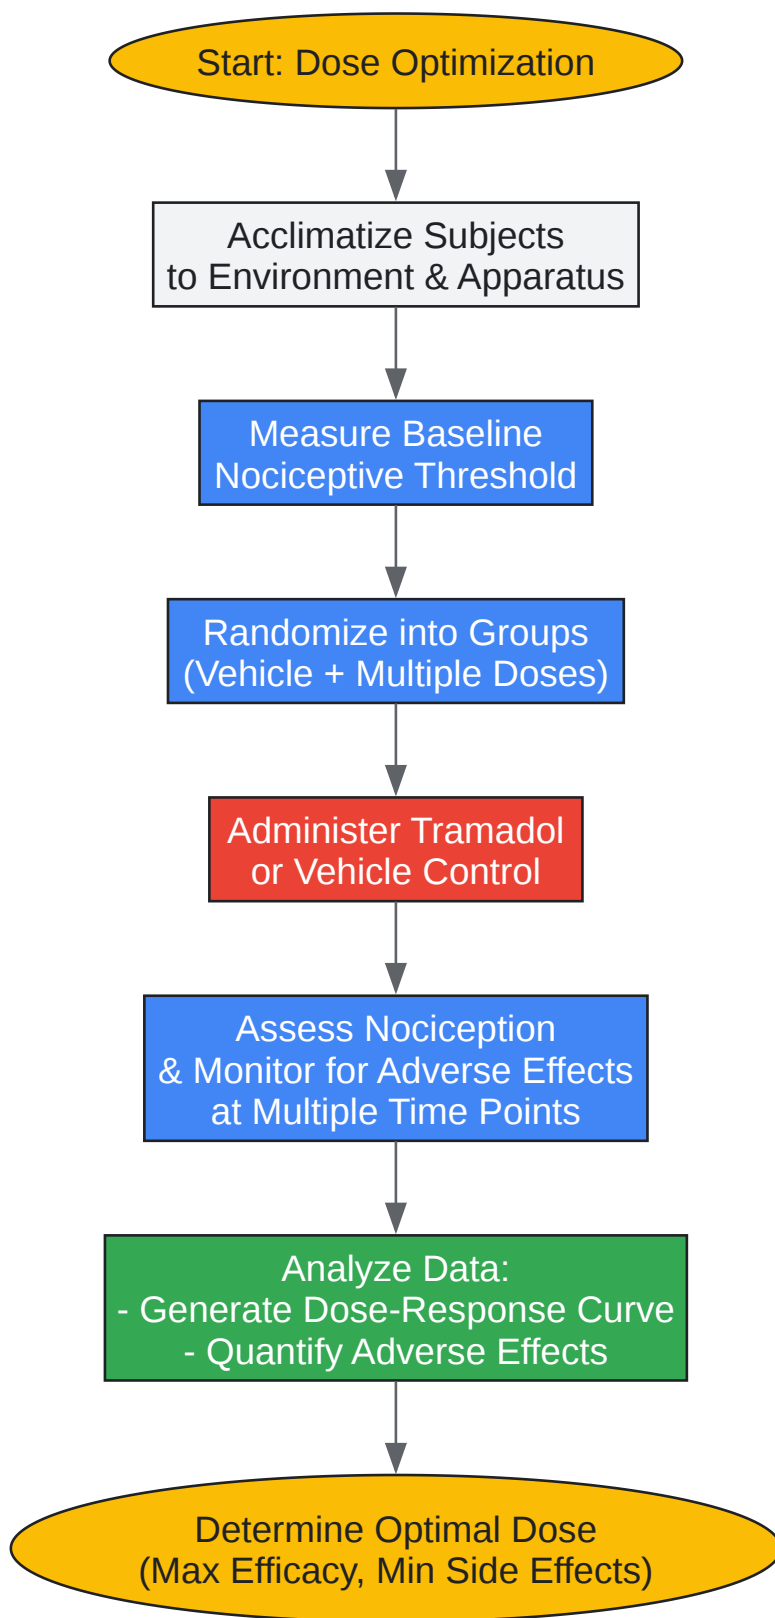 Start: Dose Optimization
Acclimatize Subjects
to Environment & Apparatus
Measure Baseline
Nociceptive Threshold
Randomize into Groups
(Vehicle + Multiple Doses)
Administer Tramadol
or Vehicle Control
Assess Nociception
& Monitor for Adverse Effects
at Multiple Time Points
Analyze Data:
- Generate Dose-Response Curve
- Quantify Adverse Effects
Determine Optimal Dose
(Max Efficacy, Min Side Effects)